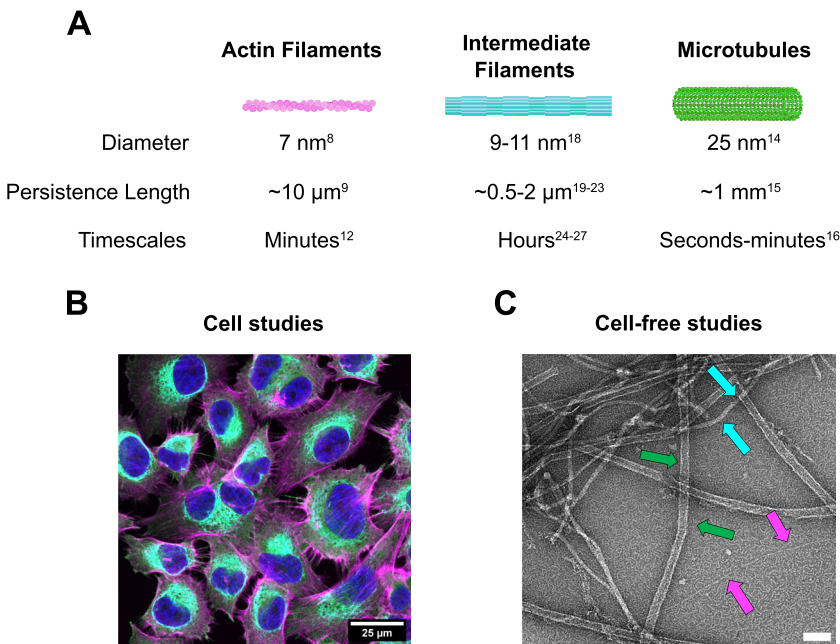 A
Actin Filaments
Intermediate
Filaments
Microtubules
Diameter
7 nm⁸
9-11 nm¹⁸
25 nm¹⁴
Persistence Length
~10 µm⁹
~0.5-2 µm¹⁹⁻²³
~1 mm¹⁵
Timescales
Minutes¹²
Hours²⁴⁻²⁷
Seconds-minutes¹⁶
B
Cell studies
C
Cell-free studies
25 µm